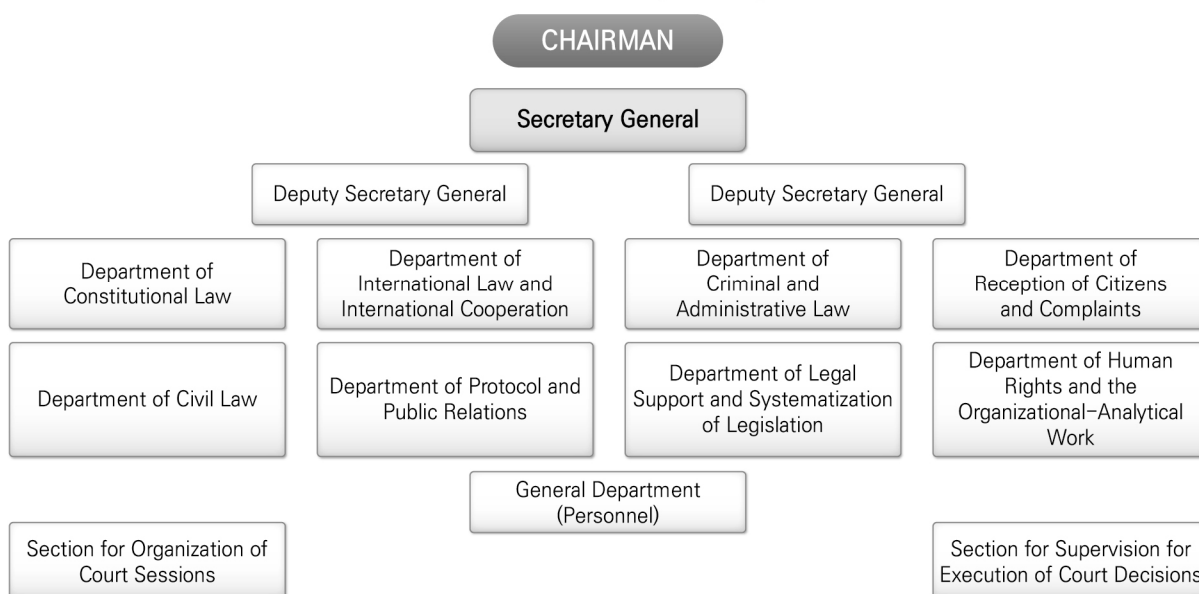 CHAIRMAN
Secretary General
Deputy Secretary General
Deputy Secretary General
Department of
Constitutional Law
Department of
International Law and
International Cooperation
Department of
Criminal and
Administrative Law
Department of
Reception of Citizens
and Complaints
Department of Civil Law
Department of Protocol and
Public Relations
Department of Legal
Support and Systematization
of Legislation
Department of Human
Rights and the
Organizational-Analytical
Work
General Department
(Personnel)
Section for Organization of
Court Sessions
Section for Supervision for
Execution of Court Decisions